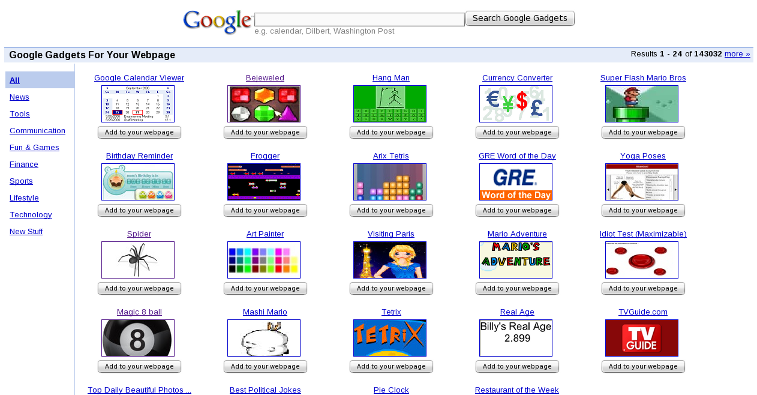 Google Search Google Gadgets
e.g. calendar, Dilbert, Washington Post
Google Gadgets For Your Webpage Results 1 - 24 of 143032 more »
All
News
Tools
Communication
Fun & Games
Finance
Sports
Lifestyle
Technology
New Stuff
Google Calendar Viewer Bejeweled Hang Man Currency Converter Super Flash Mario Bros
Add to your webpage Add to your webpage Add to your webpage Add to your webpage Add to your webpage
Birthday Reminder Frogger Arix Tetris GRE Word of the Day Yoga Poses
GRE
Word of the Day
Add to your webpage Add to your webpage Add to your webpage Add to your webpage Add to your webpage
Spider Art Painter Visiting Paris Mario Adventure Idiot Test (Maximizable)
MARIO'S
ADVENTURE
Add to your webpage Add to your webpage Add to your webpage Add to your webpage Add to your webpage
Magic 8 ball Mashi Mario Tetrix Real Age TVGuide.com
8 TETRIX Billy's Real Age TV
2.899 GUIDE
Add to your webpage Add to your webpage Add to your webpage Add to your webpage Add to your webpage
Top Daily Beautiful Photos ... Best Political Jokes Pie Clock Restaurant of the Week